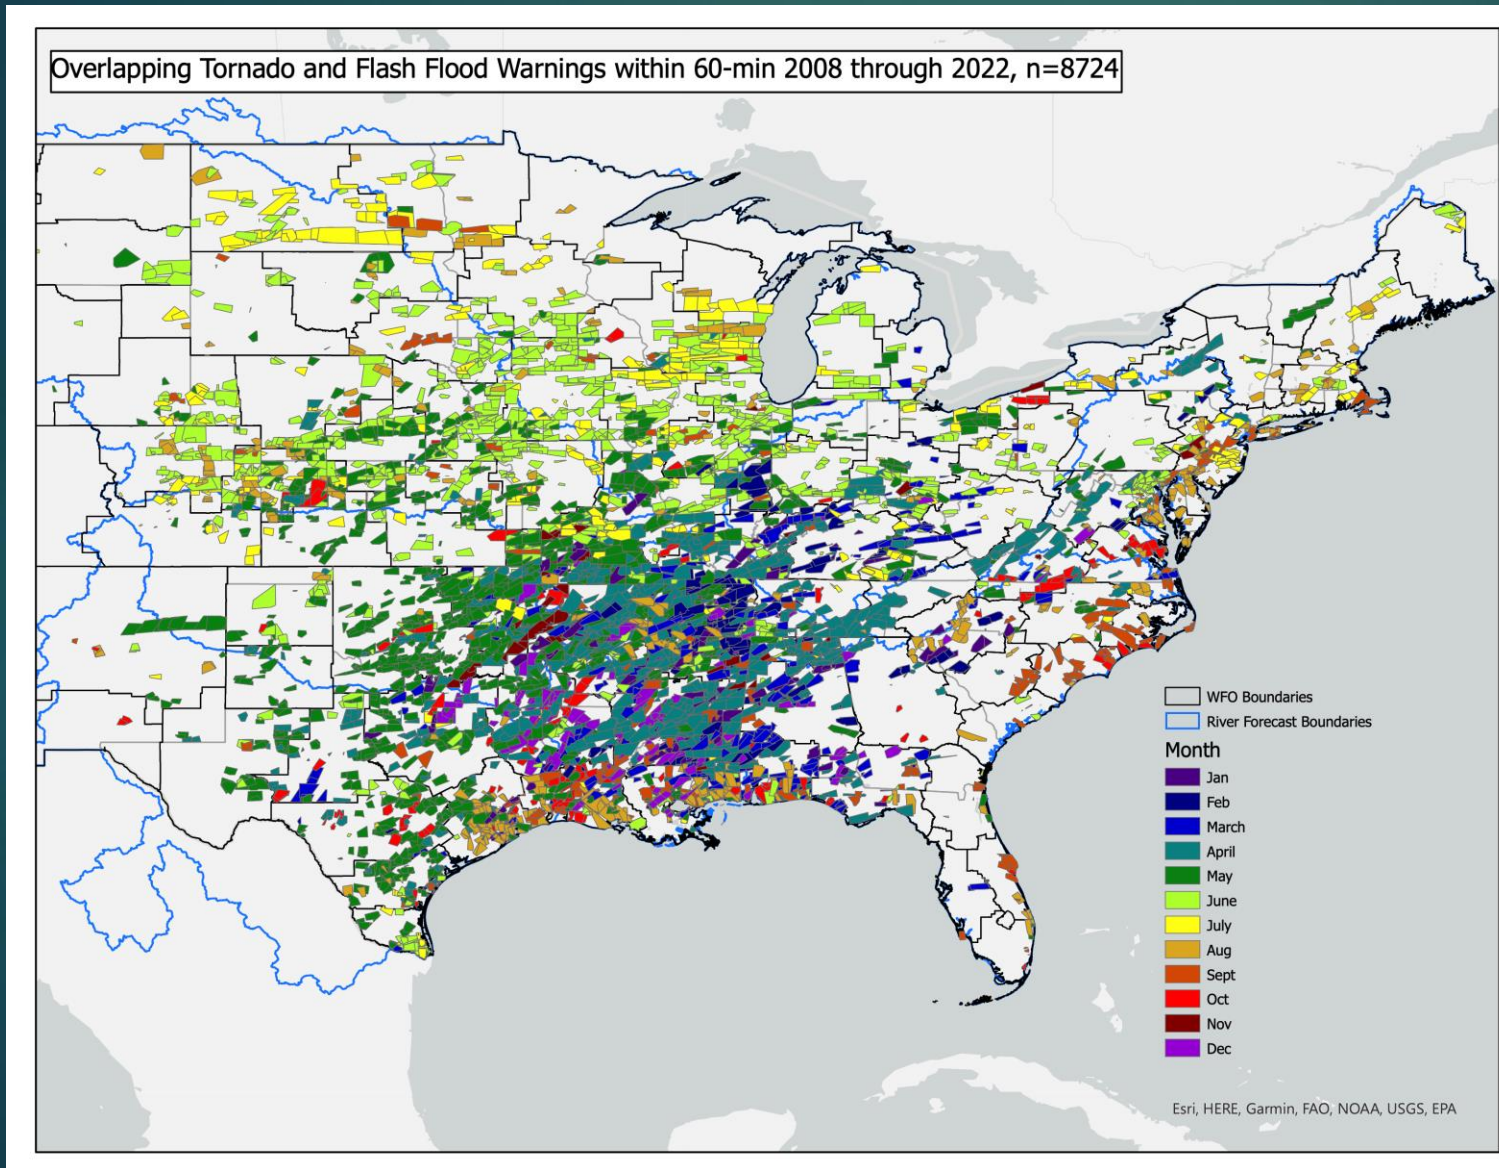 Overlapping Tornado and Flash Flood Warnings within 60-min 2008 through 2022, n=8724
WFO Boundaries
River Forecast Boundaries
Month
Jan
Feb
March
April
May
June
July
Aug
Sept
Oct
Nov
Dec
Esri, HERE, Garmin, FAO, NOAA, USGS, EPA